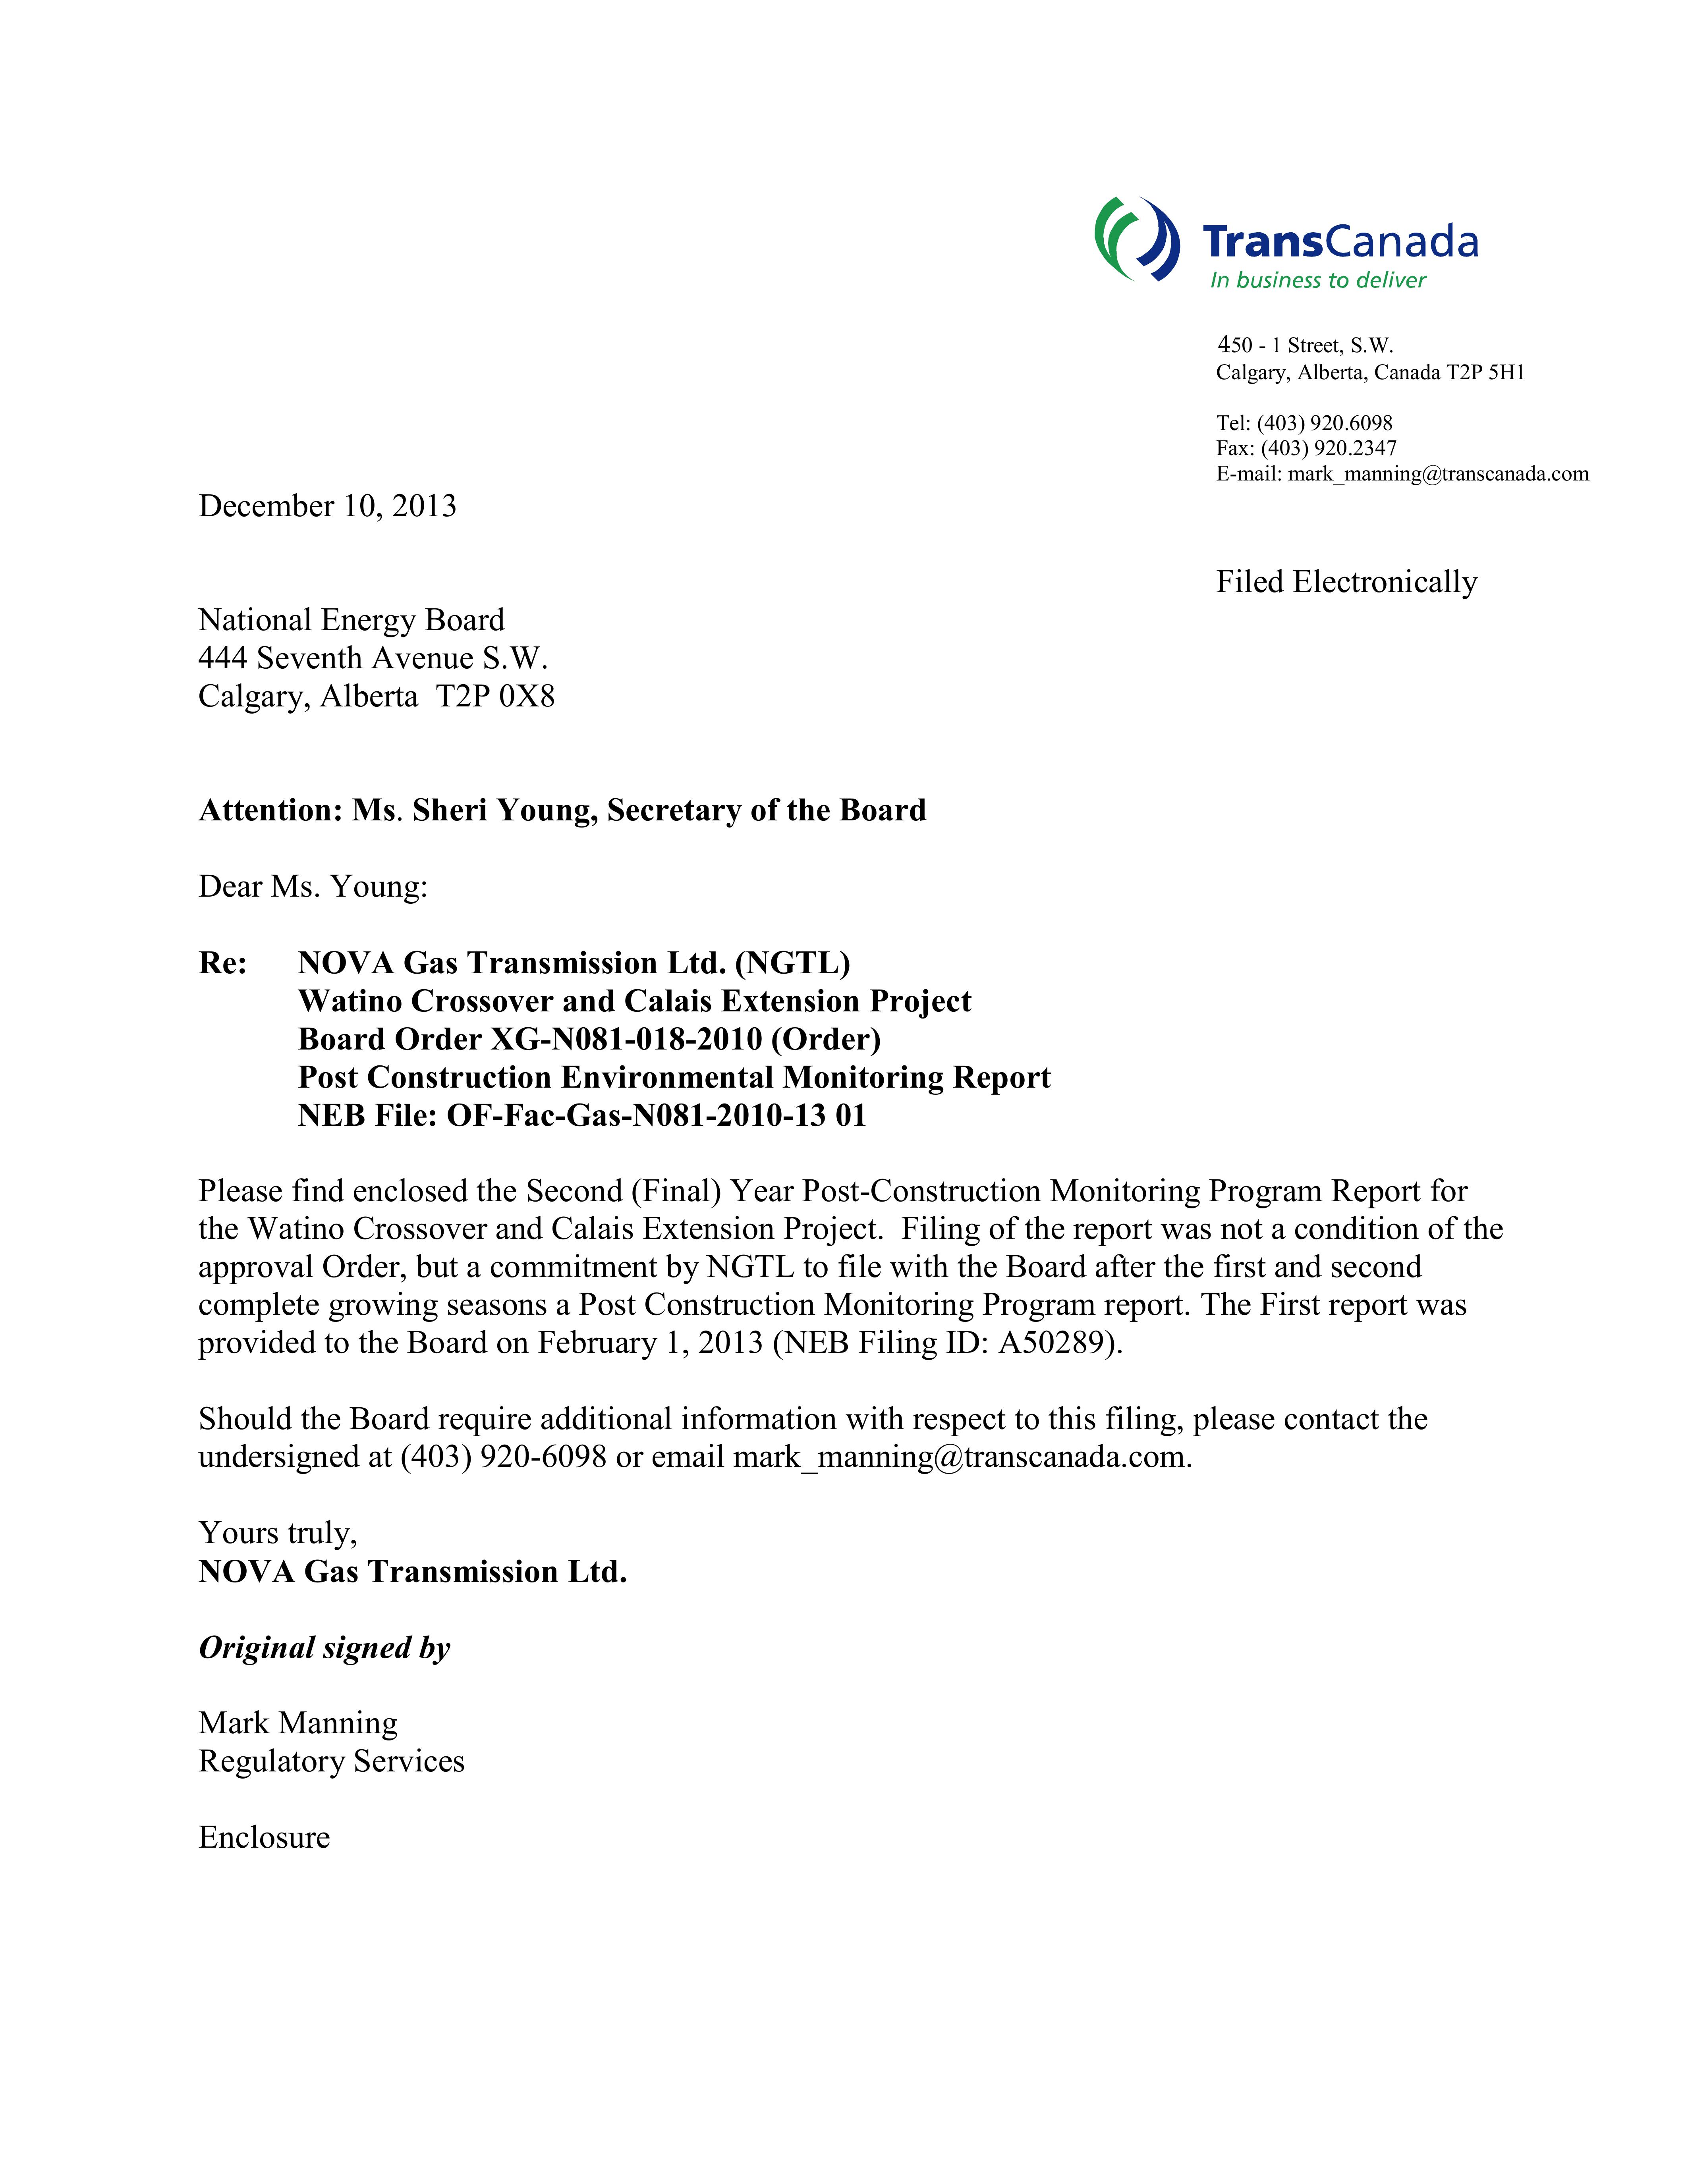 TransCanada
In business to deliver
450 - 1 Street, S.W.
Calgary, Alberta, Canada T2P 5H1
Tel: (403) 920.6098
Fax: (403) 920.2347
E-mail: mark_manning@transcanada.com
December 10, 2013
Filed Electronically
National Energy Board
444 Seventh Avenue S.W.
Calgary, Alberta  T2P 0X8
Attention: Ms. Sheri Young, Secretary of the Board
Dear Ms. Young:
Re: NOVA Gas Transmission Ltd. (NGTL)
Watino Crossover and Calais Extension Project
Board Order XG-N081-018-2010 (Order)
Post Construction Environmental Monitoring Report
NEB File: OF-Fac-Gas-N081-2010-13 01
Please find enclosed the Second (Final) Year Post-Construction Monitoring Program Report for
the Watino Crossover and Calais Extension Project.  Filing of the report was not a condition of the
approval Order, but a commitment by NGTL to file with the Board after the first and second
complete growing seasons a Post Construction Monitoring Program report. The First report was
provided to the Board on February 1, 2013 (NEB Filing ID: A50289).
Should the Board require additional information with respect to this filing, please contact the
undersigned at (403) 920-6098 or email mark_manning@transcanada.com.
Yours truly,
NOVA Gas Transmission Ltd.
Original signed by
Mark Manning
Regulatory Services
Enclosure